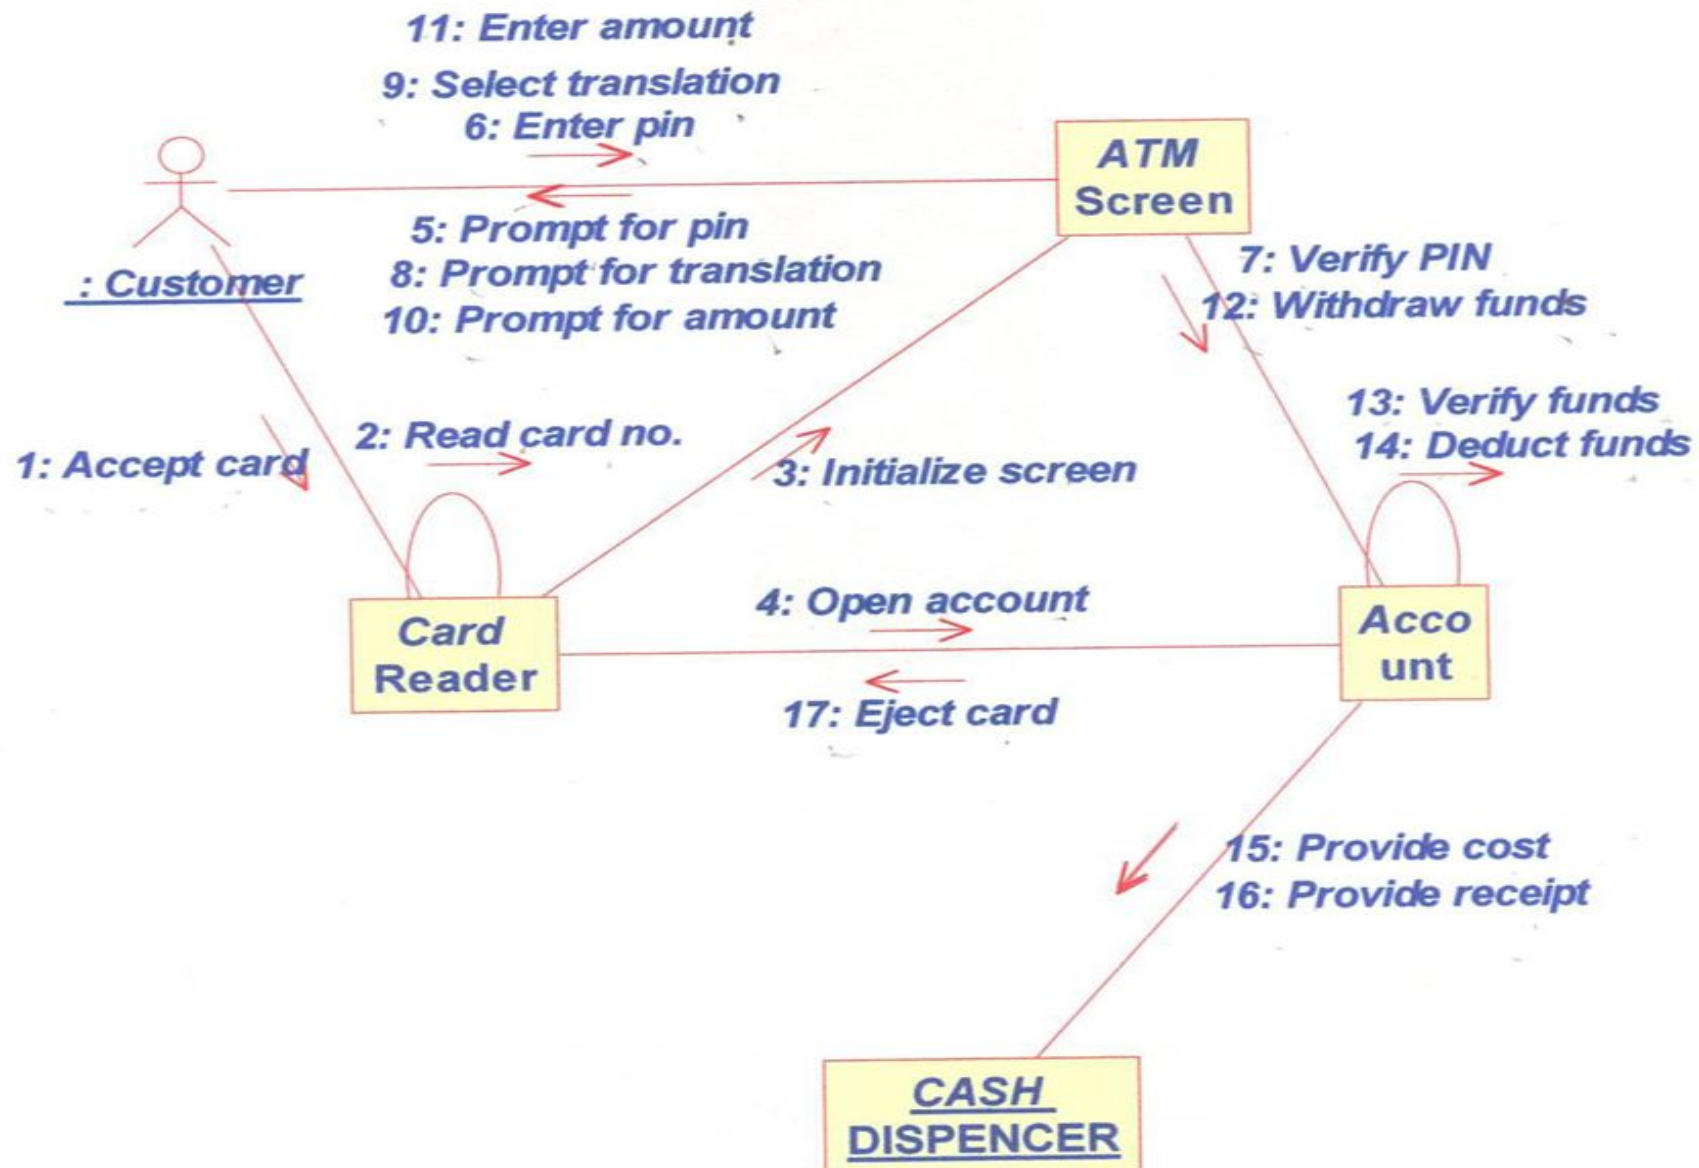 11: Enter amount
9: Select translation
6: Enter pin
ATM
Screen
5: Prompt for pin
8: Prompt for translation
10: Prompt for amount
: Customer
7: Verify PIN
12: Withdraw funds
13: Verify funds
14: Deduct funds
1: Accept card
2: Read card no.
3: Initialize screen
4: Open account
Card
Reader
Acco
unt
17: Eject card
15: Provide cost
16: Provide receipt
CASH
DISPENCER